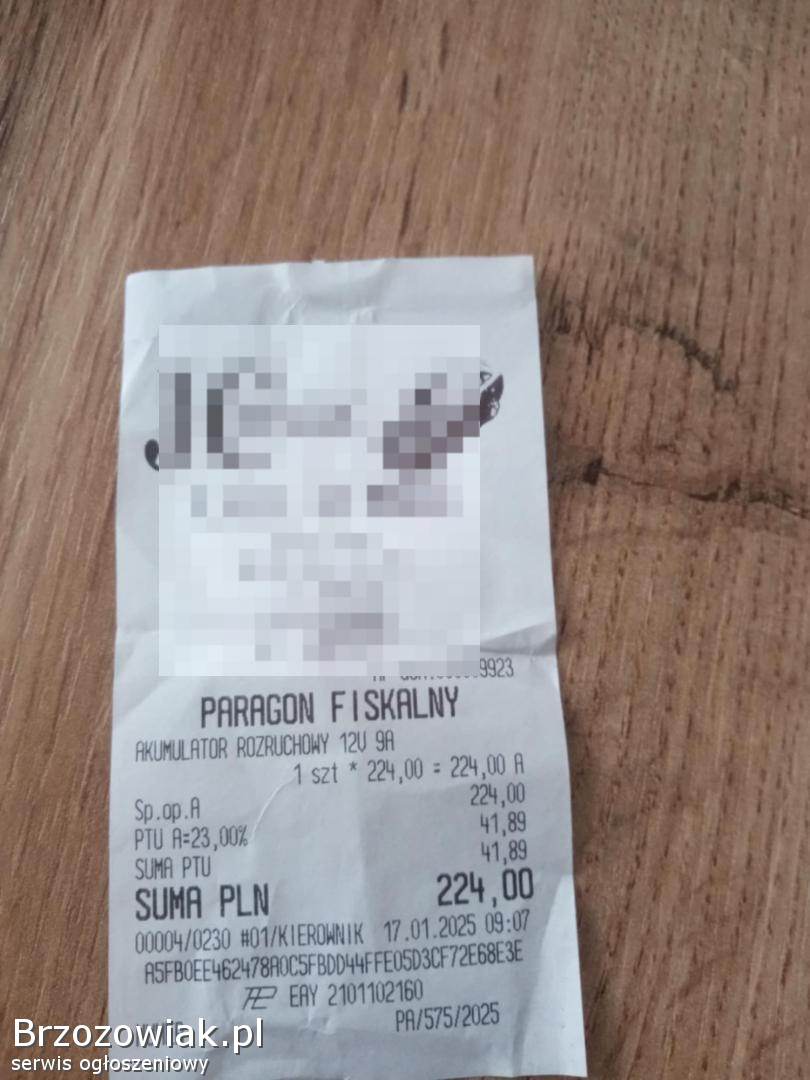 9923
PARAGON FISKALNY
AKUMULATOR ROZRUCHOWY 12V 9A
1 szt * 224,00 = 224,00 A
Sp.op.A 224,00
PTU A=23,00% 41,89
SUMA PTU 41,89
SUMA PLN 224,00
00004/0230 #01/KIEROWNIK 17.01.2025 09:07
A5FB0EE462478A0C5FBDD44FFE05D3CF72E68E3E
EAY 2101102160
PA/575/2025
Brzozowiak.pl
serwis ogłoszeniowy